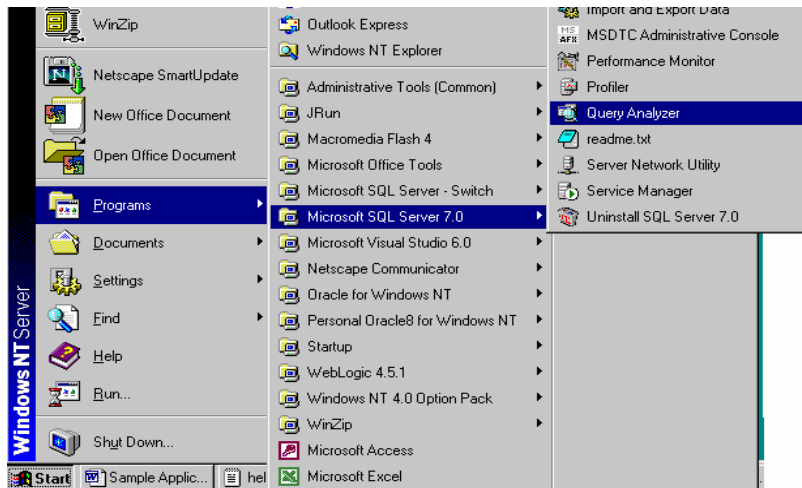 WinZip
Netscape SmartUpdate
New Office Document
Open Office Document
Programs
Documents
Settings
Find
Help
Run...
Shut Down...
Windows NT Server
Outlook Express
Windows NT Explorer
Administrative Tools (Common)
JRun
Macromedia Flash 4
Microsoft Office Tools
Microsoft SQL Server - Switch
Microsoft SQL Server 7.0
Microsoft Visual Studio 6.0
Netscape Communicator
Oracle for Windows NT
Personal Oracle8 for Windows NT
Startup
WebLogic 4.5.1
Windows NT 4.0 Option Pack
WinZip
Microsoft Access
Microsoft Excel
Import and Export Data
MSDTC Administrative Console
Performance Monitor
Profiler
Query Analyzer
readme.txt
Server Network Utility
Service Manager
Uninstall SQL Server 7.0
Start
Sample Applic...
hel